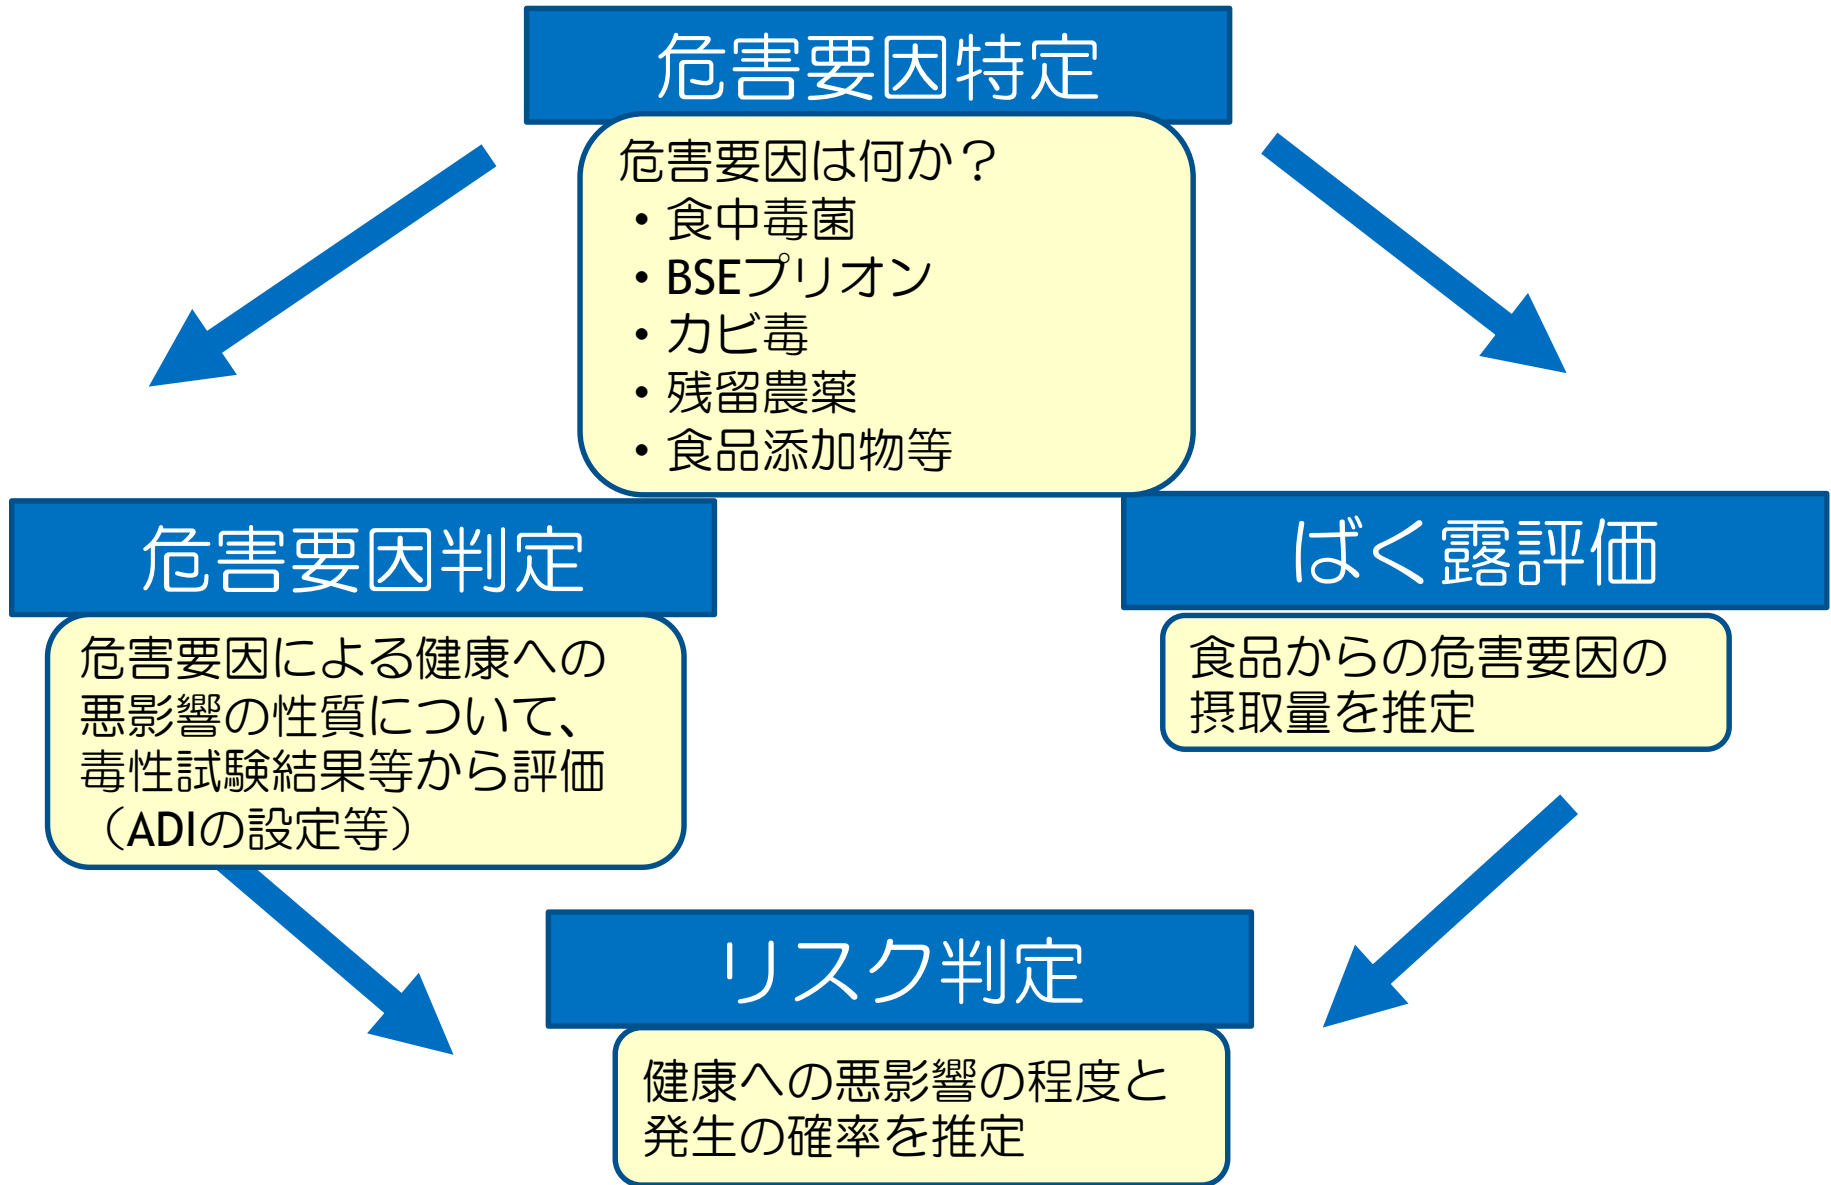 危害要因特定
危害要因は何か？
・食中毒菌
・BSEプリオン
・カビ毒
・残留農薬
・食品添加物等
危害要因判定
危害要因による健康への
悪影響の性質について、
毒性試験結果等から評価
（ADIの設定等）
ばく露評価
食品からの危害要因の
摂取量を推定
リスク判定
健康への悪影響の程度と
発生の確率を推定